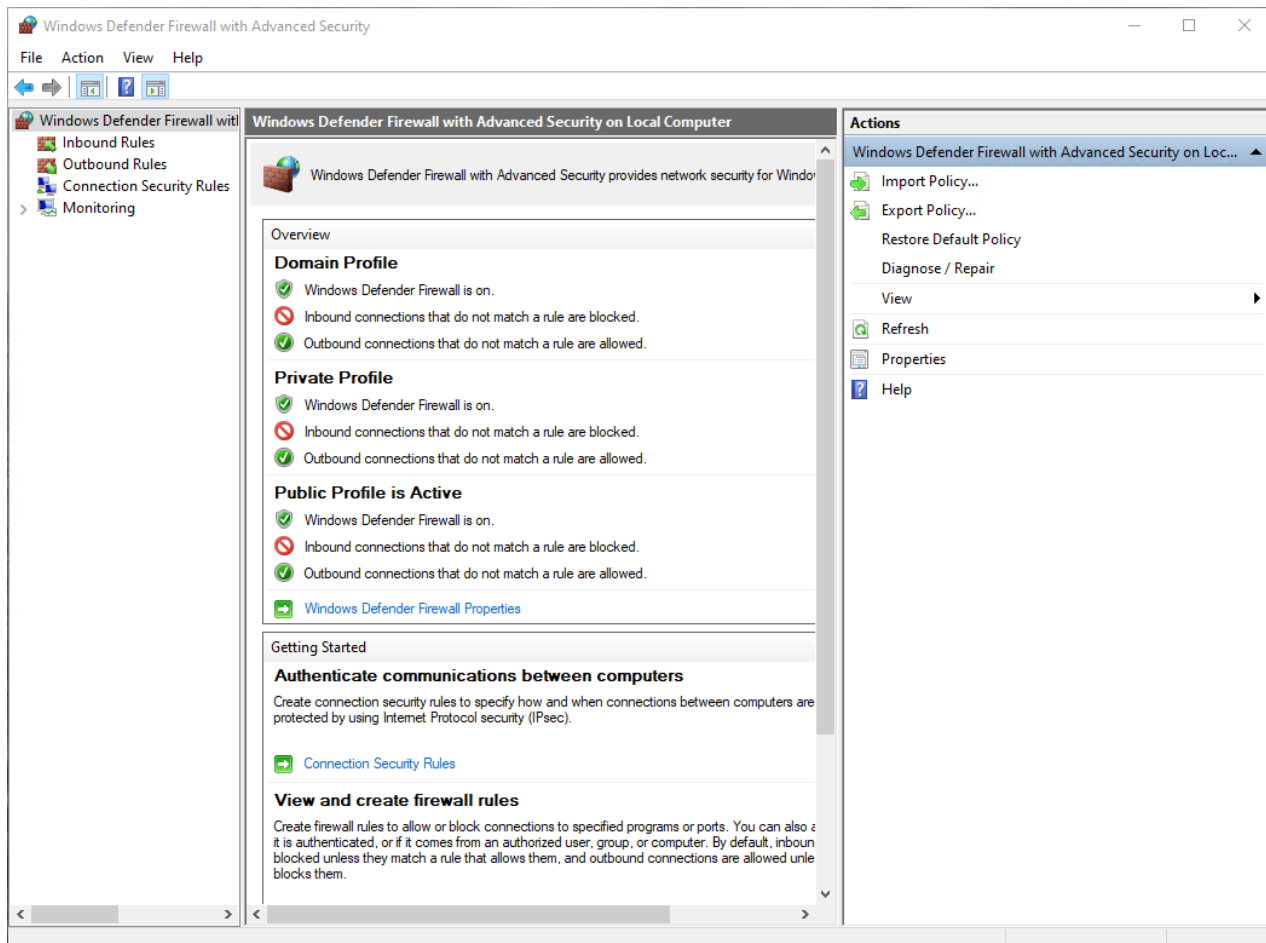 Windows Defender Firewall with Advanced Security
File Action View Help
Windows Defender Firewall wit
Inbound Rules
Outbound Rules
Connection Security Rules
Monitoring
Windows Defender Firewall with Advanced Security on Local Computer
Windows Defender Firewall with Advanced Security provides network security for Window
Overview
Domain Profile
Windows Defender Firewall is on.
Inbound connections that do not match a rule are blocked.
Outbound connections that do not match a rule are allowed.
Private Profile
Windows Defender Firewall is on.
Inbound connections that do not match a rule are blocked.
Outbound connections that do not match a rule are allowed.
Public Profile is Active
Windows Defender Firewall is on.
Inbound connections that do not match a rule are blocked.
Outbound connections that do not match a rule are allowed.
Windows Defender Firewall Properties
Getting Started
Authenticate communications between computers
Create connection security rules to specify how and when connections between computers are
protected by using Internet Protocol security (IPsec).
Connection Security Rules
View and create firewall rules
Create firewall rules to allow or block connections to specified programs or ports. You can also a
it is authenticated, or if it comes from an authorized user, group, or computer. By default, inboun
blocked unless they match a rule that allows them, and outbound connections are allowed unle
blocks them.
Actions
Windows Defender Firewall with Advanced Security on Loc...
Import Policy...
Export Policy...
Restore Default Policy
Diagnose / Repair
View
Refresh
Properties
Help